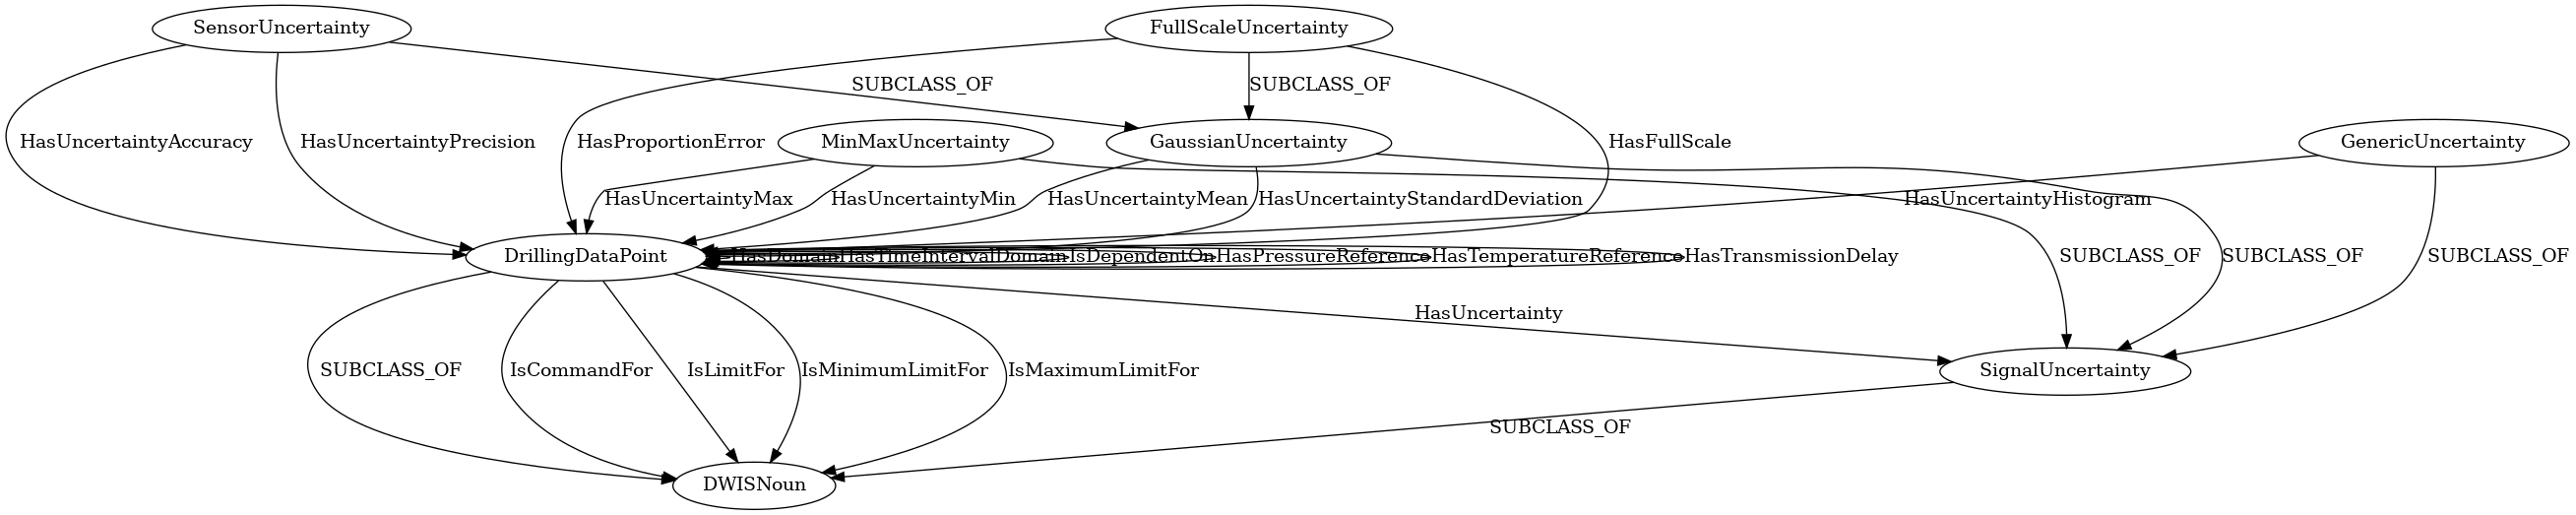 SensorUncertainty
FullScaleUncertainty
SUBCLASS_OF
SUBCLASS_OF
HasUncertaintyAccuracy
HasUncertaintyPrecision
HasProportionError
MinMaxUncertainty
GaussianUncertainty
HasFullScale
GenericUncertainty
HasUncertaintyMax
HasUncertaintyMin
HasUncertaintyMean
HasUncertaintyStandardDeviation
HasUncertaintyHistogram
DrillingDataPoint
HasDomain
HasTimeIntervalDomain
IsDependentOn
HasPressureReference
HasTemperatureReference
HasTransmissionDelay
SUBCLASS_OF
SUBCLASS_OF
SUBCLASS_OF
HasUncertainty
SUBCLASS_OF
IsCommandFor
IsLimitFor
IsMinimumLimitFor
IsMaximumLimitFor
SignalUncertainty
SUBCLASS_OF
DWISNoun